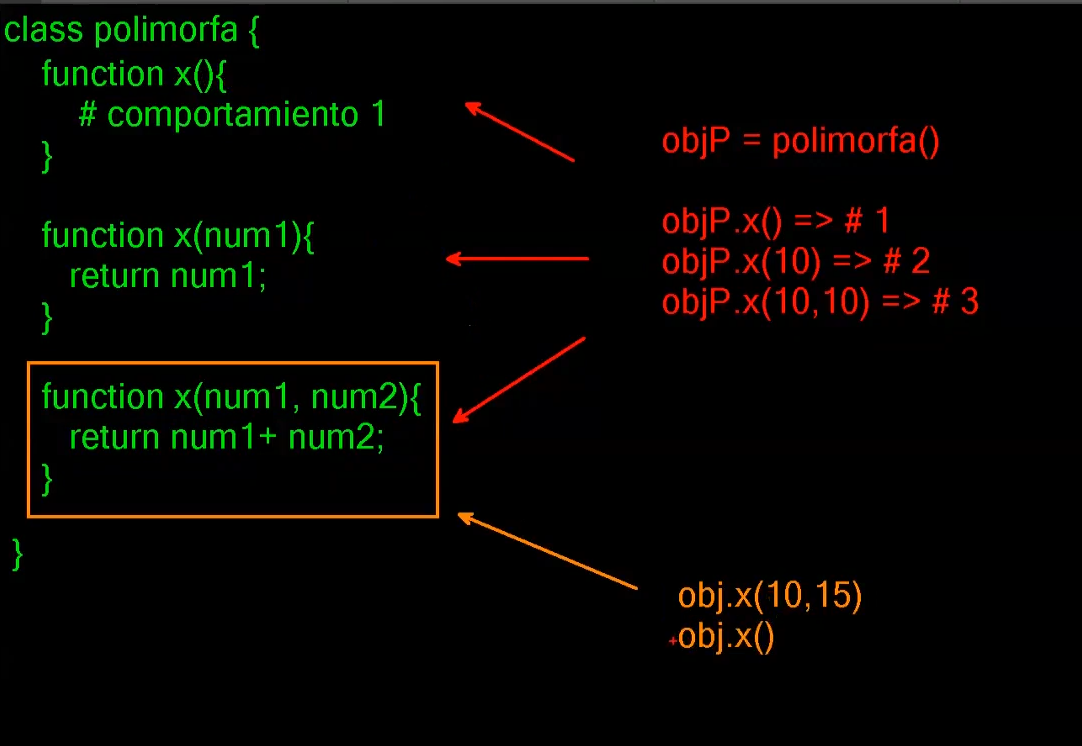 class polimorfa {
function x(){
# comportamiento 1
}
function x(num1){
return num1;
}
function x(num1, num2){
return num1+ num2;
}
}
objP = polimorfa()
objP.x() => # 1
objP.x(10) => # 2
objP.x(10,10) => # 3
obj.x(10,15)
obj.x()